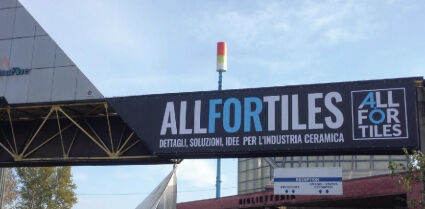 ALLFORTILES
DETTAGLI, SOLUZIONI, IDEE PER L'INDUSTRIA CERAMICA
ALL
FOR
TILES
RECEPTION
BIGLIETTERIA